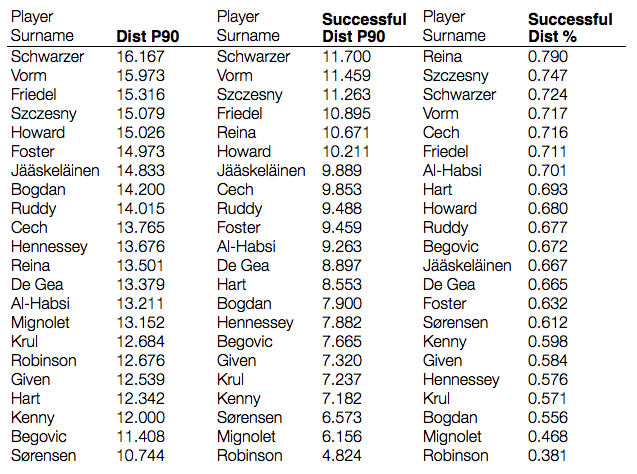 Player Player Player
Surname Dist P90 Surname Successful Dist P90 Surname Successful Dist %
Schwarzer 16.167 Schwarzer 11.700 Reina 0.790
Vorm 15.973 Vorm 11.459 Szczesny 0.747
Friedel 15.316 Szczesny 11.263 Schwarzer 0.724
Szczesny 15.079 Friedel 10.895 Vorm 0.717
Howard 15.026 Reina 10.671 Cech 0.716
Foster 14.973 Howard 10.211 Friedel 0.711
Jääskeläinen 14.833 Jääskeläinen 9.889 Al-Habsi 0.701
Bogdan 14.200 Cech 9.853 Hart 0.693
Ruddy 14.015 Ruddy 9.488 Howard 0.680
Cech 13.765 Foster 9.459 Ruddy 0.677
Hennessey 13.676 Al-Habsi 9.263 Begovic 0.672
Reina 13.501 De Gea 8.897 Jääskeläinen 0.667
De Gea 13.379 Hart 8.553 De Gea 0.665
Al-Habsi 13.211 Bogdan 7.900 Foster 0.632
Mignolet 13.152 Hennessey 7.882 Sørensen 0.612
Krul 12.684 Begovic 7.665 Kenny 0.598
Robinson 12.676 Given 7.320 Given 0.584
Given 12.539 Krul 7.237 Hennessey 0.576
Hart 12.342 Kenny 7.182 Krul 0.571
Kenny 12.000 Sørensen 6.573 Bogdan 0.556
Begovic 11.408 Mignolet 6.156 Mignolet 0.468
Sørensen 10.744 Robinson 4.824 Robinson 0.381